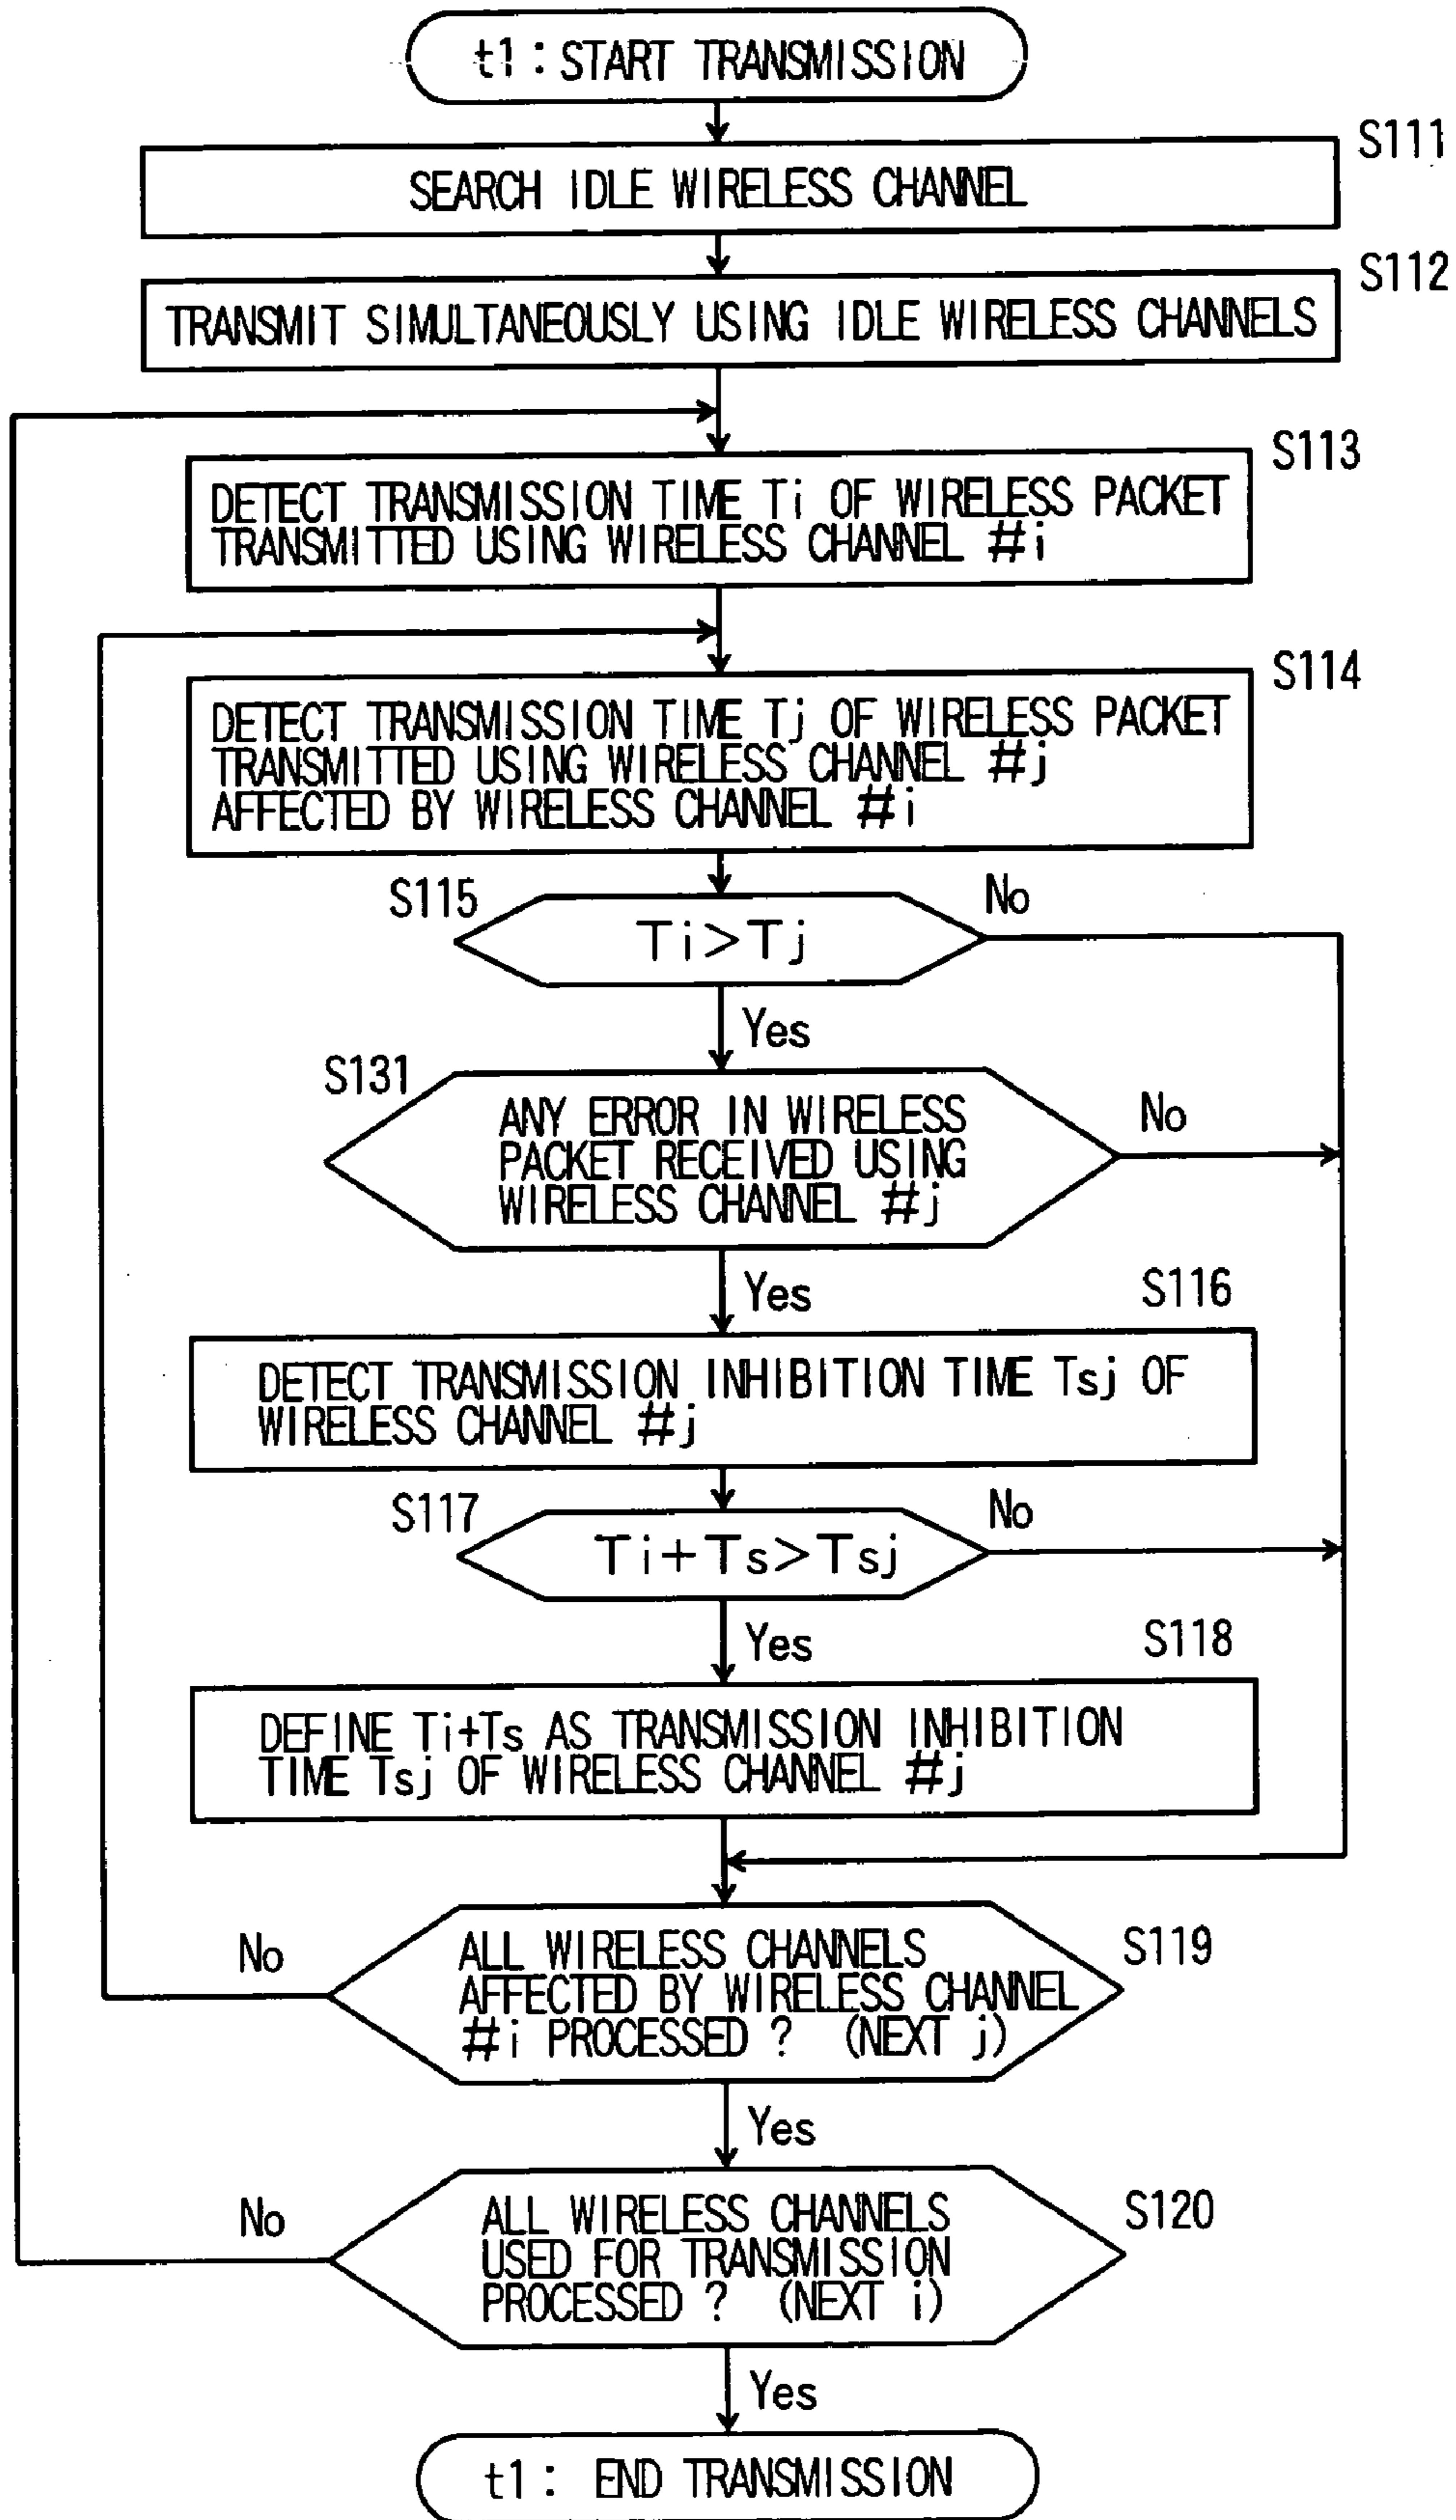 t1 : START TRANSMISSION
S111
SEARCH IDLE WIRELESS CHANNEL
S112
TRANSMIT SIMULTANEOUSLY USING IDLE WIRELESS CHANNELS
S113
DETECT TRANSMISSION TIME Ti OF WIRELESS PACKET
TRANSMITTED USING WIRELESS CHANNEL #i
S114
DETECT TRANSMISSION TIME Tj OF WIRELESS PACKET
TRANSMITTED USING WIRELESS CHANNEL #j
AFFECTED BY WIRELESS CHANNEL #i
S115
No
Ti>Tj
Yes
S131
ANY ERROR IN WIRELESS
PACKET RECEIVED USING
WIRELESS CHANNEL #j
No
Yes
S116
DETECT TRANSMISSION INHIBITION TIME Tsj OF
WIRELESS CHANNEL #j
S117
No
Ti+Ts>Tsj
Yes
S118
DEFINE Ti+Ts AS TRANSMISSION INHIBITION
TIME Tsj OF WIRELESS CHANNEL #j
No
S119
ALL WIRELESS CHANNELS
AFFECTED BY WIRELESS CHANNEL
#i PROCESSED ? (NEXT j)
Yes
No
S120
ALL WIRELESS CHANNELS
USED FOR TRANSMISSION
PROCESSED ? (NEXT i)
Yes
t1 : END TRANSMISSION